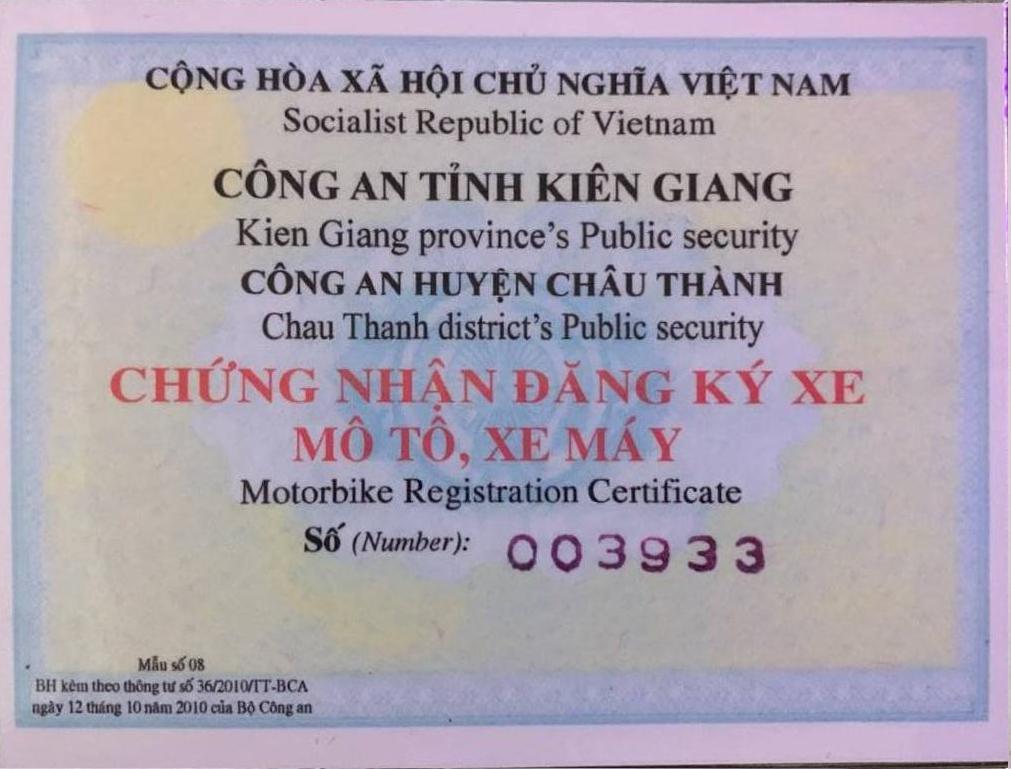 CỘNG HÒA XÃ HỘI CHỦ NGHĨA VIỆT NAM
Socialist Republic of Vietnam
CÔNG AN TỈNH KIÊN GIANG
Kien Giang province's Public security
CÔNG AN HUYỆN CHÂU THÀNH
Chau Thanh district's Public security
CHỨNG NHẬN ĐĂNG KÝ XE
MÔ TÔ, XE MÁY
Motorbike Registration Certificate
Số (Number): 003933
Mẫu số 08
BH kèm theo thông tư số 36/2010/TT-BCA
ngày 12 tháng 10 năm 2010 của Bộ Công an